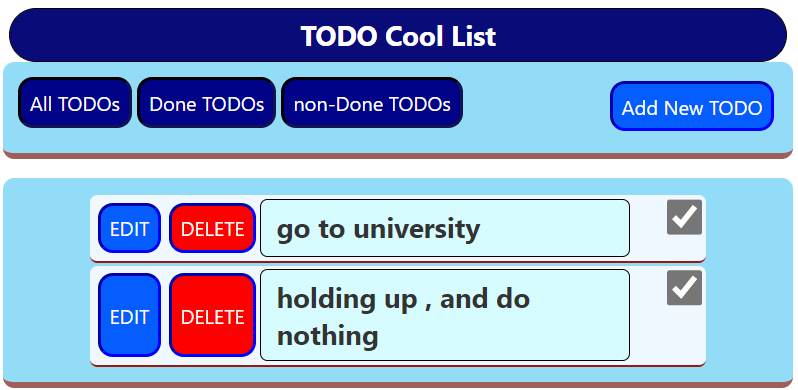 TODO Cool List
All TODOs
Done TODOs
non-Done TODOs
Add New TODO
EDIT
DELETE
go to university
EDIT
DELETE
holding up , and do
nothing